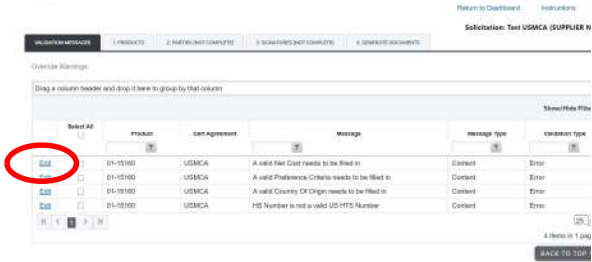 Return to Dashboard Instructions
Solicitation: Test USMCA (SUPPLIER N
VALIDATION MESSAGES 1. PRODUCTS 2. PARTIES (NOT COMPLETE) 3. SIGNATURES (NOT COMPLETE) 4. GENERATE DOCUMENTS
Override Warnings
Drag a column header and drop it here to group by that column
Show/Hide Filte
Select All Product Cert Agreement Message Message Type Validation Type
Edit 01-15160 USMCA A valid Net Cost needs to be filled in Content Error
Edit 01-15160 USMCA A valid Preference Criteria needs to be filled in Content Error
Edit 01-15160 USMCA A valid Country Of Origin needs to be filled in Content Error
Edit 01-15160 USMCA HS Number is not a valid US HTS Number Content Error
1 25
4 items in 1 pag
BACK TO TOP